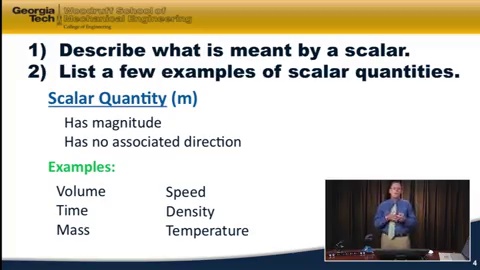 Georgia Tech
Woodruff School of
Mechanical Engineering
College of Engineering
1) Describe what is meant by a scalar.
2) List a few examples of scalar quantities.
Scalar Quantity (m)
Has magnitude
Has no associated direction
Examples:
Volume Speed
Time Density
Mass Temperature
4